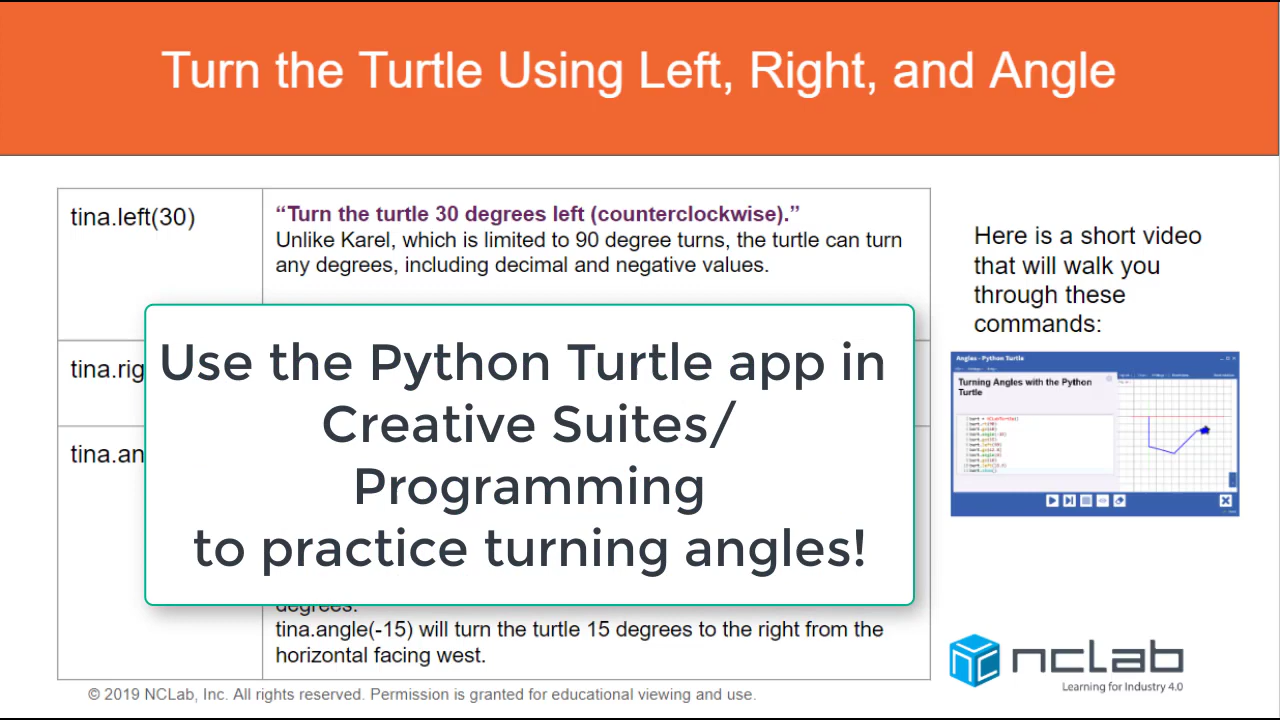 Turn the Turtle Using Left, Right, and Angle
tina.left(30)
“Turn the turtle 30 degrees left (counterclockwise).”
Unlike Karel, which is limited to 90 degree turns, the turtle can turn
any degrees, including decimal and negative values.
Here is a short video
that will walk you
through these
commands:
tina.rig
tina.an
Use the Python Turtle app in
Creative Suites/
Programming
to practice turning angles!
degrees.
tina.angle(-15) will turn the turtle 15 degrees to the right from the
horizontal facing west.
Angles - Python Turtle
Turning Angles with the Python
Turtle
nclab
Learning for Industry 4.0
© 2019 NCLab, Inc. All rights reserved. Permission is granted for educational viewing and use.